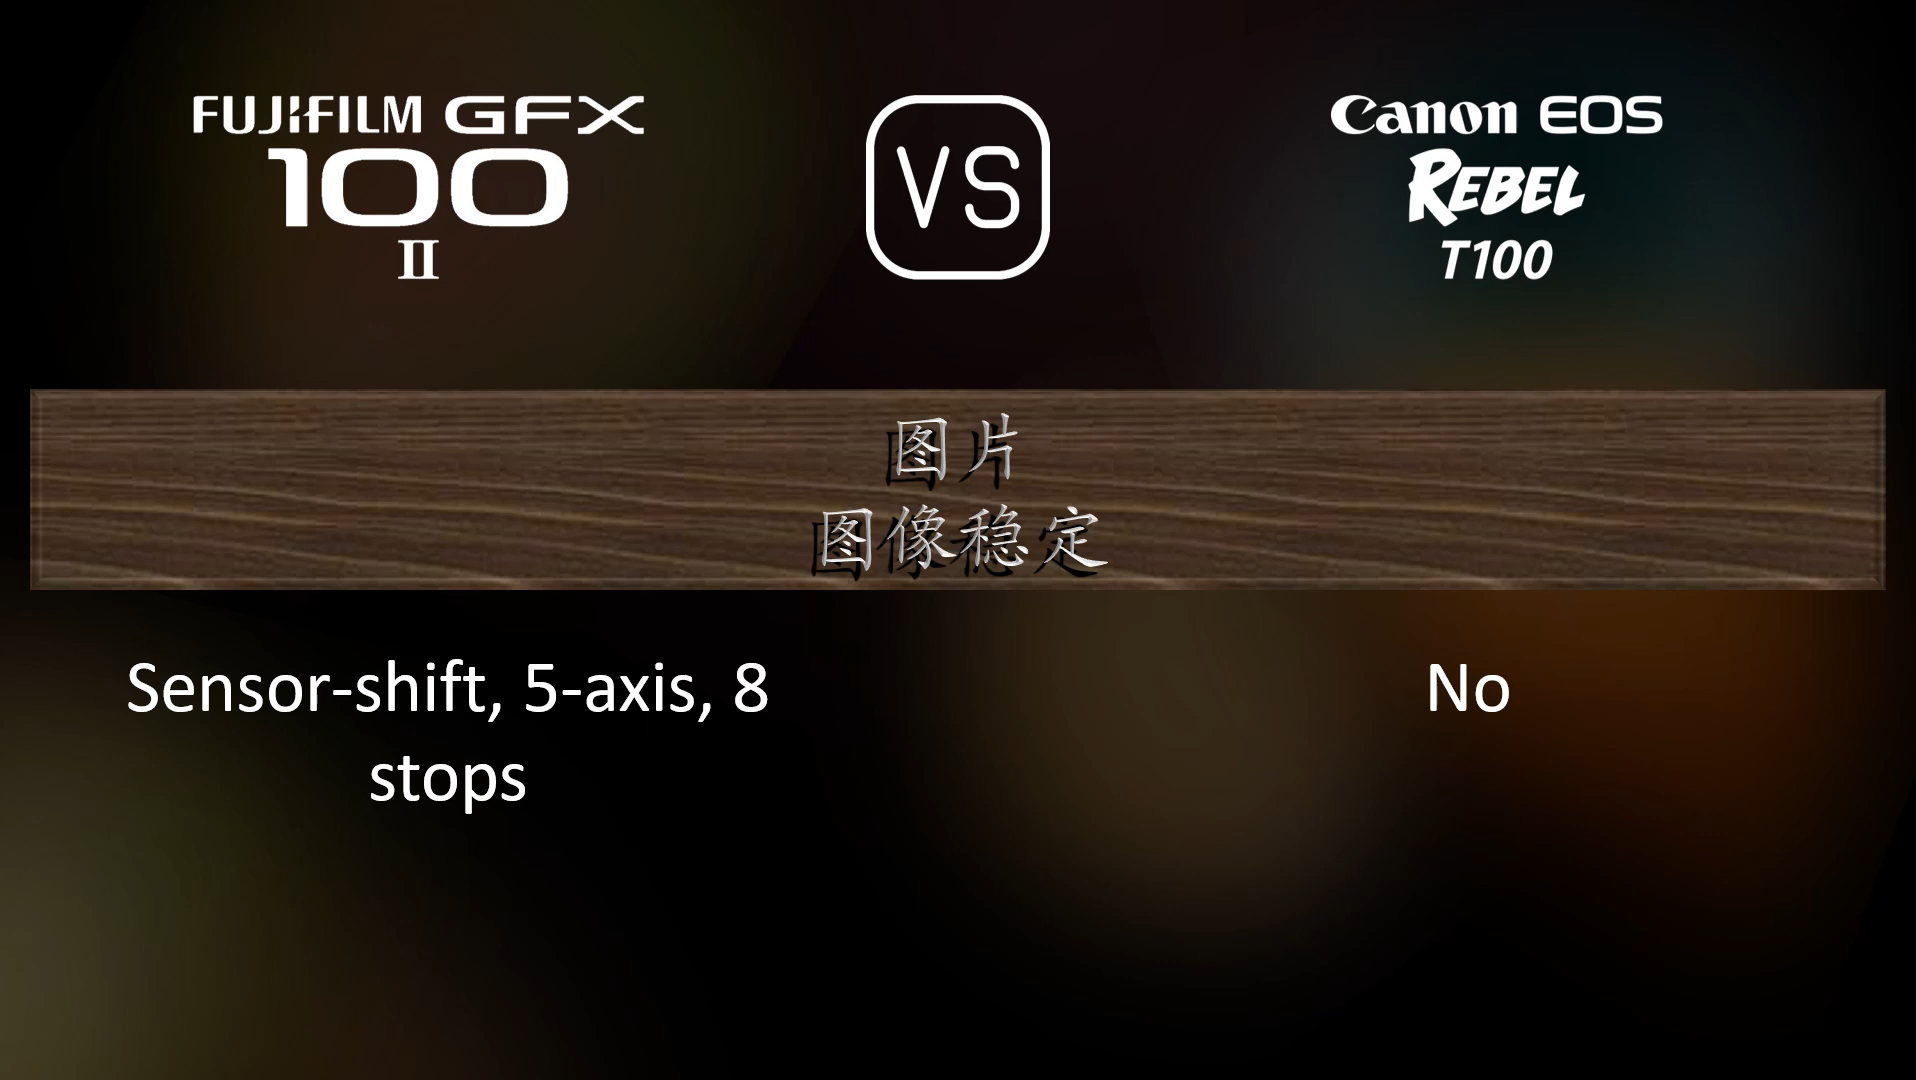 FUJIFILM GFX
100
II
VS
Canon EOS
REBEL
T100
图片
图像稳定
Sensor-shift, 5-axis, 8
stops
No